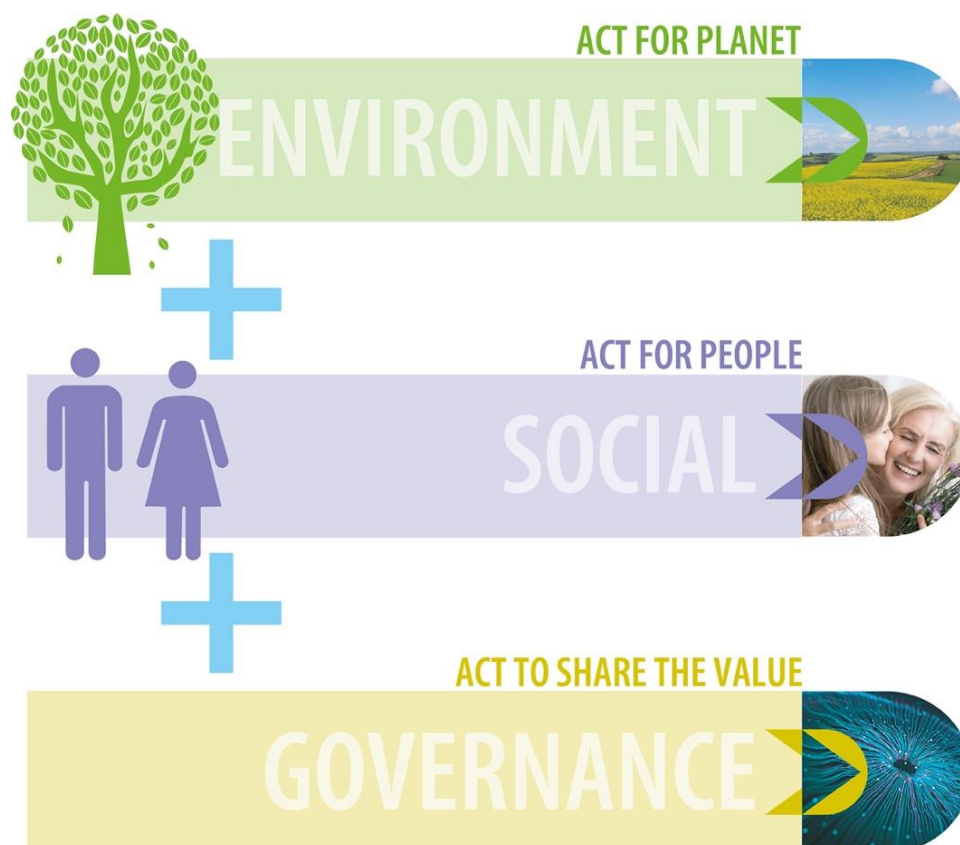 ACT FOR PLANET
ENVIRONMENT
ACT FOR PEOPLE
SOCIAL
ACT TO SHARE THE VALUE
GOVERNANCE